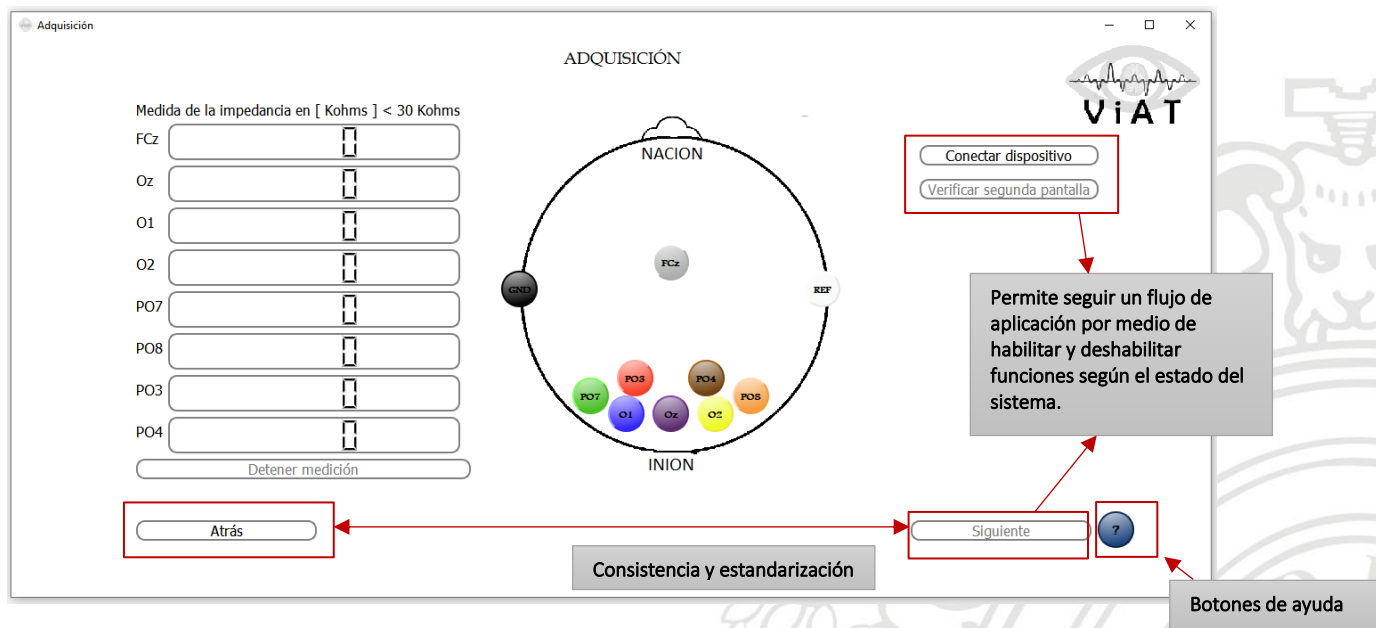 Adquisición
ADQUISICIÓN
ViAT
Medida de la impedancia en [ Kohms ] < 30 Kohms
FCz 0
Oz 0
O1 0
O2 0
PO7 0
PO8 0
PO3 0
PO4 0
Detener medición
NACION
FCz
GND
REF
PO3
PO4
PO7
PO8
O1
Oz
O2
INION
Conectar dispositivo
Verificar segunda pantalla
Permite seguir un flujo de
aplicación por medio de
habilitar y deshabilitar
funciones según el estado del
sistema.
Atrás
Siguiente
?
Consistencia y estandarización
Botones de ayuda